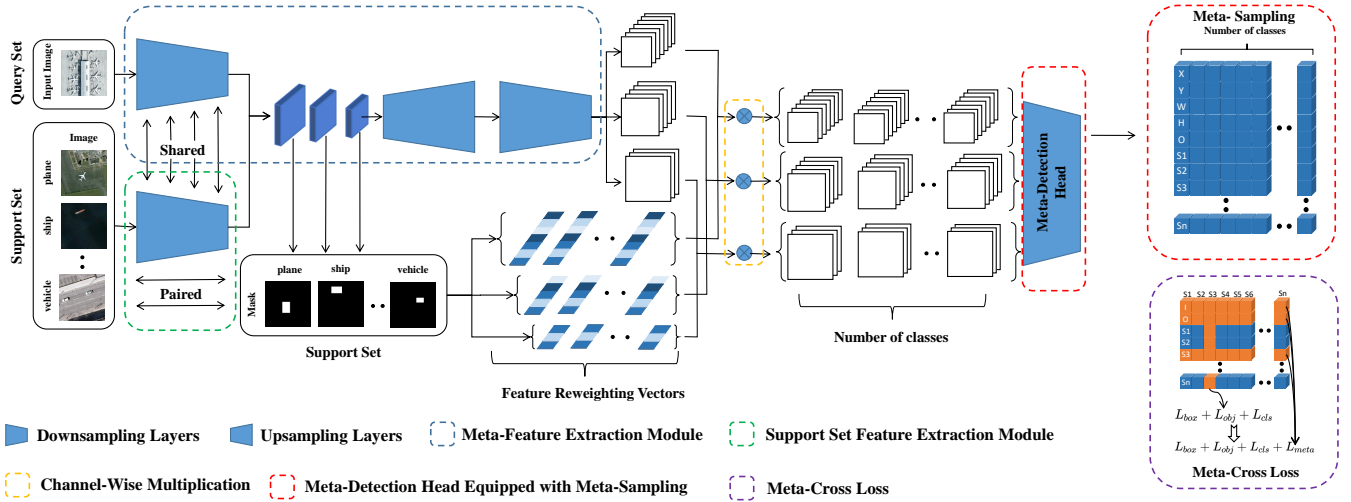 Query Set
Input Image
Support Set
Image
plane
ship
vehicle
Shared
Paired
Mask
plane
ship
vehicle
Support Set
Feature Reweighting Vectors
Number of classes
Meta-Detection
Head
Meta- Sampling
Number of classes
X
Y
W
H
O
S1
S2
S3
Sn
S1 S2 S3 S4 S5 S6 Sn
I
O
S1
S2
S3
Sn
L_box + L_obj + L_cls
L_box + L_obj + L_cls + L_meta
Meta-Cross Loss
Downsampling Layers
Upsampling Layers
Meta-Feature Extraction Module
Support Set Feature Extraction Module
Channel-Wise Multiplication
Meta-Detection Head Equipped with Meta-Sampling
Meta-Cross Loss